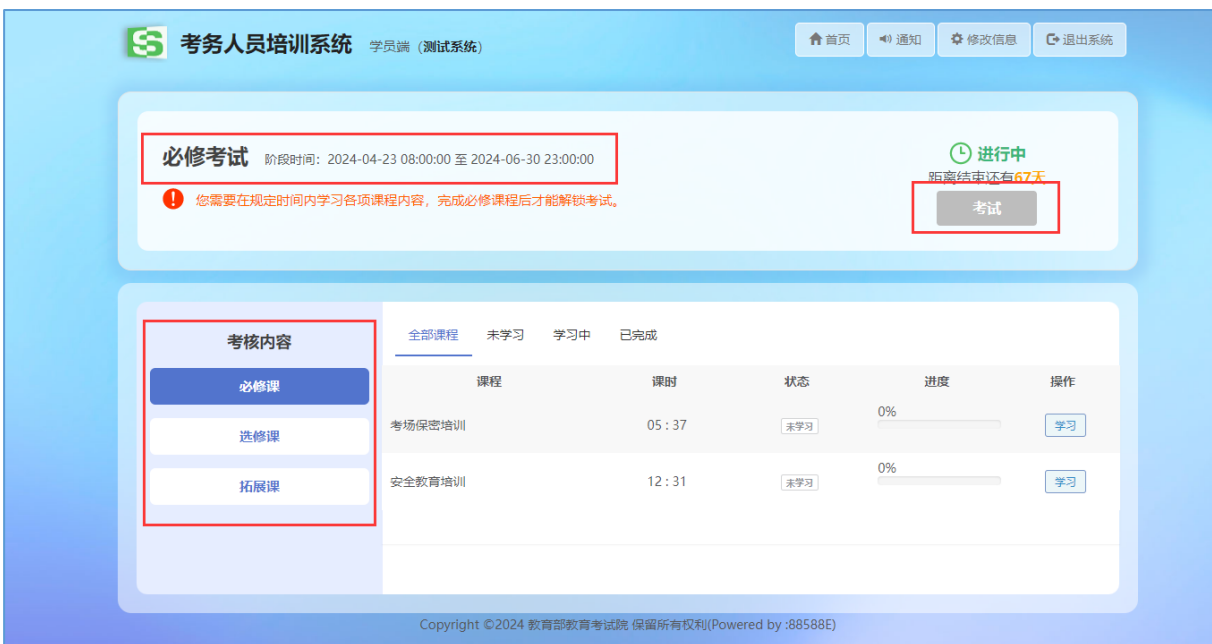 考务人员培训系统 学员端（测试系统） 首页 通知 修改信息 退出系统
必修考试 阶段时间：2024-04-23 08:00:00 至 2024-06-30 23:00:00
您需要在规定时间内学习各项课程内容，完成必修课程后才能解锁考试。
进行中
距离结束还有67天
考试
考核内容
必修课
选修课
拓展课
全部课程 未学习 学习中 已完成
课程 课时 状态 进度 操作
考场保密培训 05 : 37 未学习 0% 学习
安全教育培训 12 : 31 未学习 0% 学习
Copyright ©2024 教育部教育考试院 保留所有权利(Powered by :88588E)